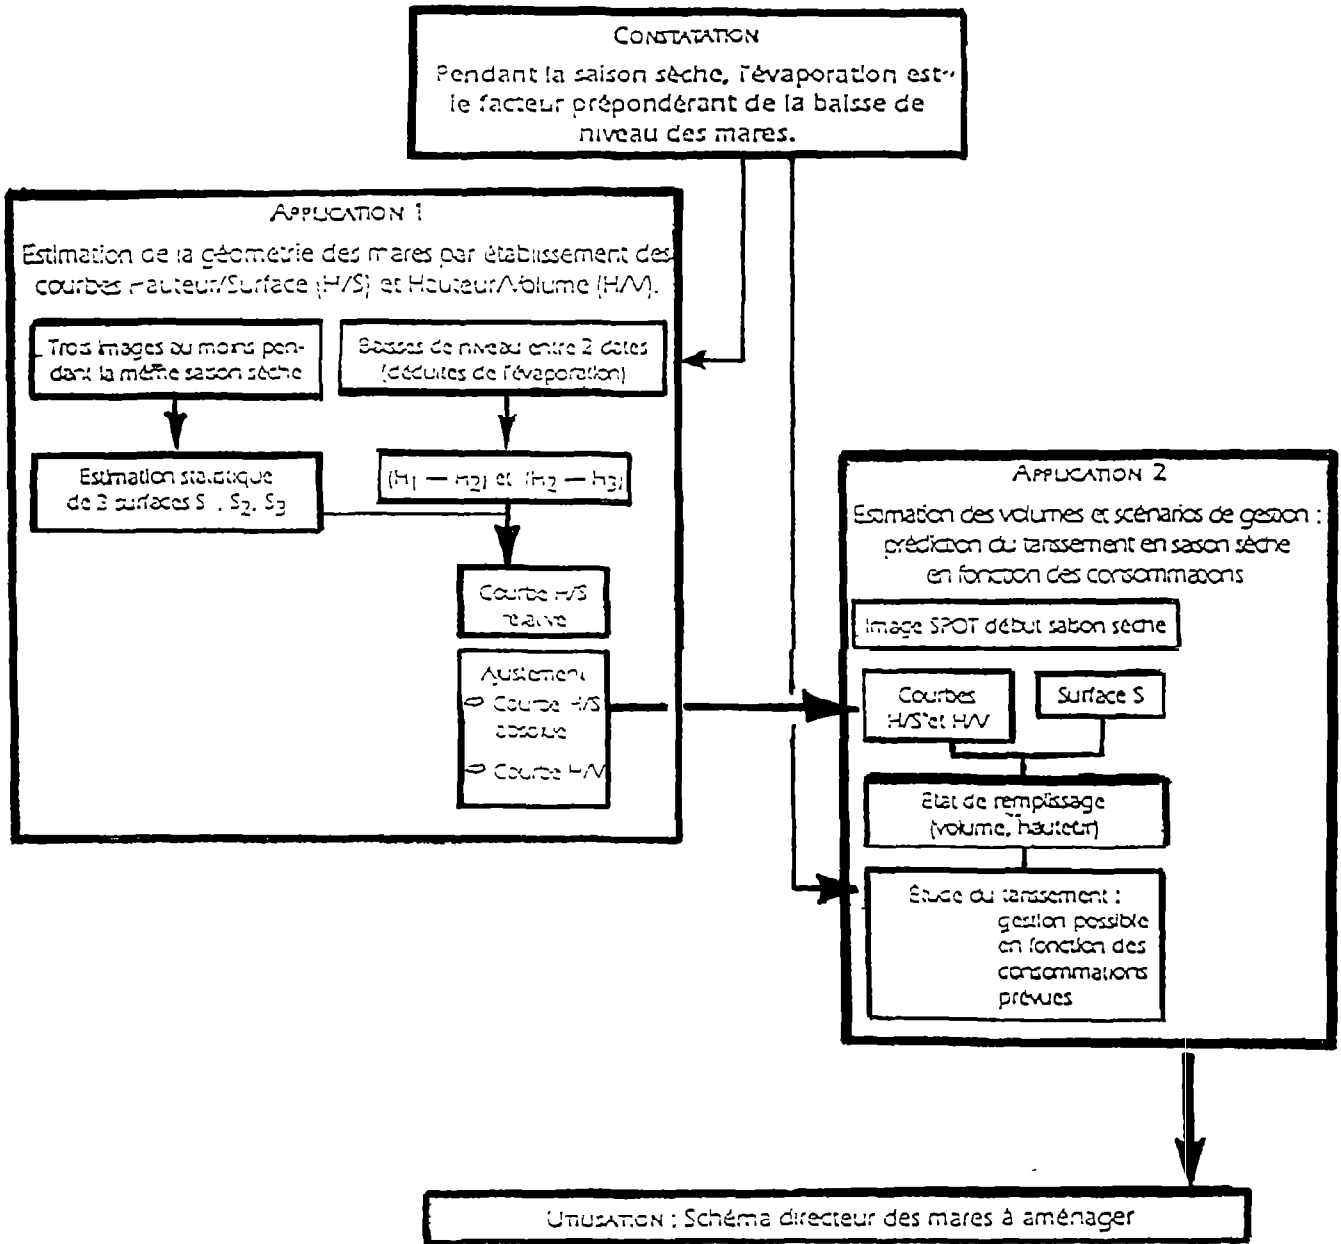 CONSTATATION
Pendant la saison sèche, l'évaporation est
le facteur prépondérant de la baisse de
niveau des mares.
APPLICATION 1
Estimation de la géométrie des mares par établissement des
courbes Hauteur/Surface (H/S) et Hauteur/Volume (H/V).
Trois images au moins pen-
dant la même saison sèche
Baisses de niveau entre 2 dates
(déduites de l'évaporation)
Estimation statistique
de 3 surfaces S , S2, S3
(H1 — H2) et (H2 — H3)
Courbe H/S
relative
Ajustement
⇨ Courbe H/S
absolue
⇨ Courbe H/V
APPLICATION 2
Estimation des volumes et scénarios de gestion :
prédiction du tarissement en saison sèche
en fonction des consommations
Image SPOT début saison sèche
Courbes
H/S et H/V
Surface S
Etat de remplissage
(volume, hauteur)
Étude du tarissement :
gestion possible
en fonction des
consommations
prévues
UTILISATION : Schéma directeur des mares à aménager